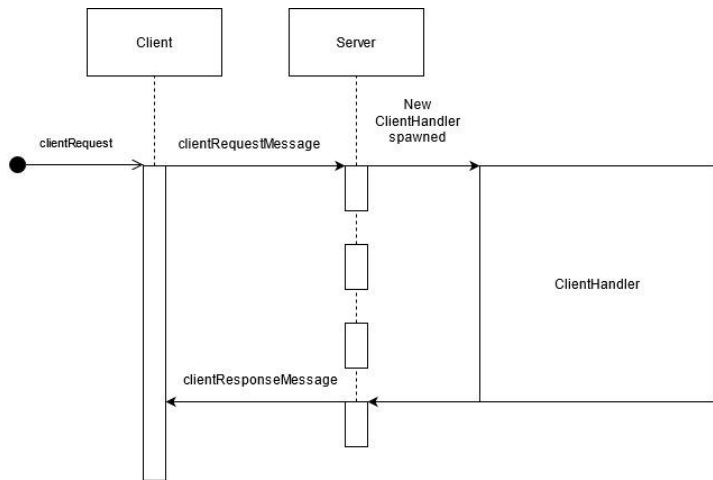 Client
Server
New
ClientHandler
spawned
clientRequest
clientRequestMessage
ClientHandler
clientResponseMessage